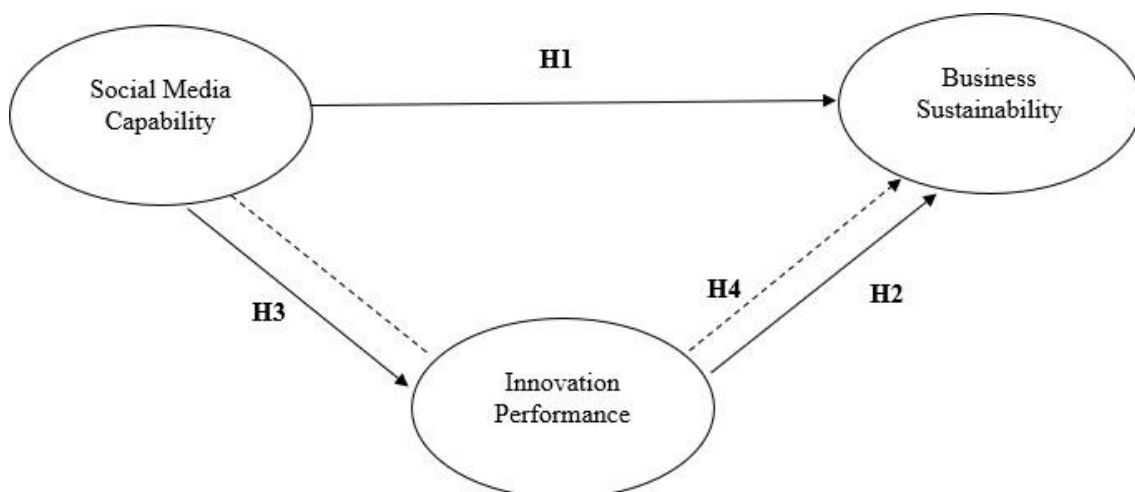 H1
Social Media
Capability
Business
Sustainability
H3
H4
H2
Innovation
Performance